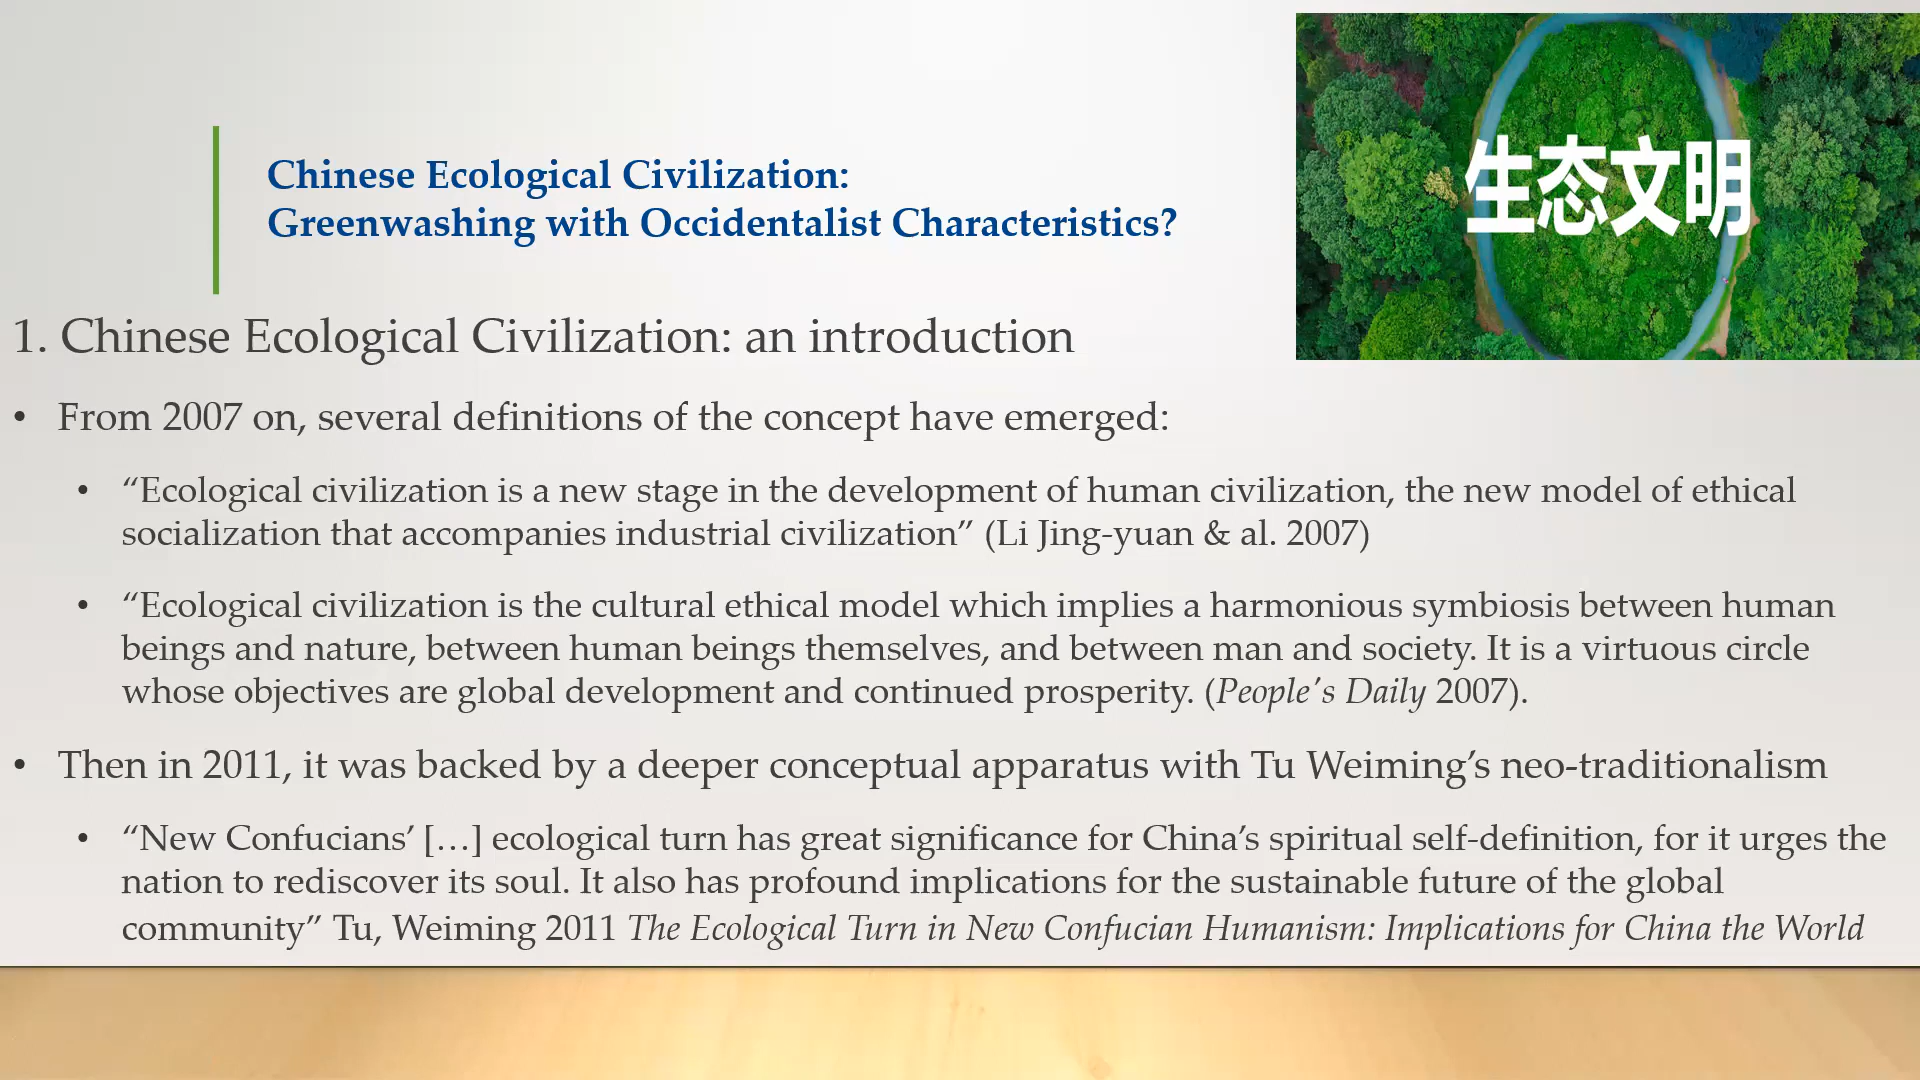 Chinese Ecological Civilization:
Greenwashing with Occidentalist Characteristics?
生态文明
1. Chinese Ecological Civilization: an introduction
• From 2007 on, several definitions of the concept have emerged:
• “Ecological civilization is a new stage in the development of human civilization, the new model of ethical
socialization that accompanies industrial civilization” (Li Jing-yuan & al. 2007)
• “Ecological civilization is the cultural ethical model which implies a harmonious symbiosis between human
beings and nature, between human beings themselves, and between man and society. It is a virtuous circle
whose objectives are global development and continued prosperity. (People’s Daily 2007).
• Then in 2011, it was backed by a deeper conceptual apparatus with Tu Weiming’s neo-traditionalism
• “New Confucians’ […] ecological turn has great significance for China’s spiritual self-definition, for it urges the
nation to rediscover its soul. It also has profound implications for the sustainable future of the global
community” Tu, Weiming 2011 The Ecological Turn in New Confucian Humanism: Implications for China the World